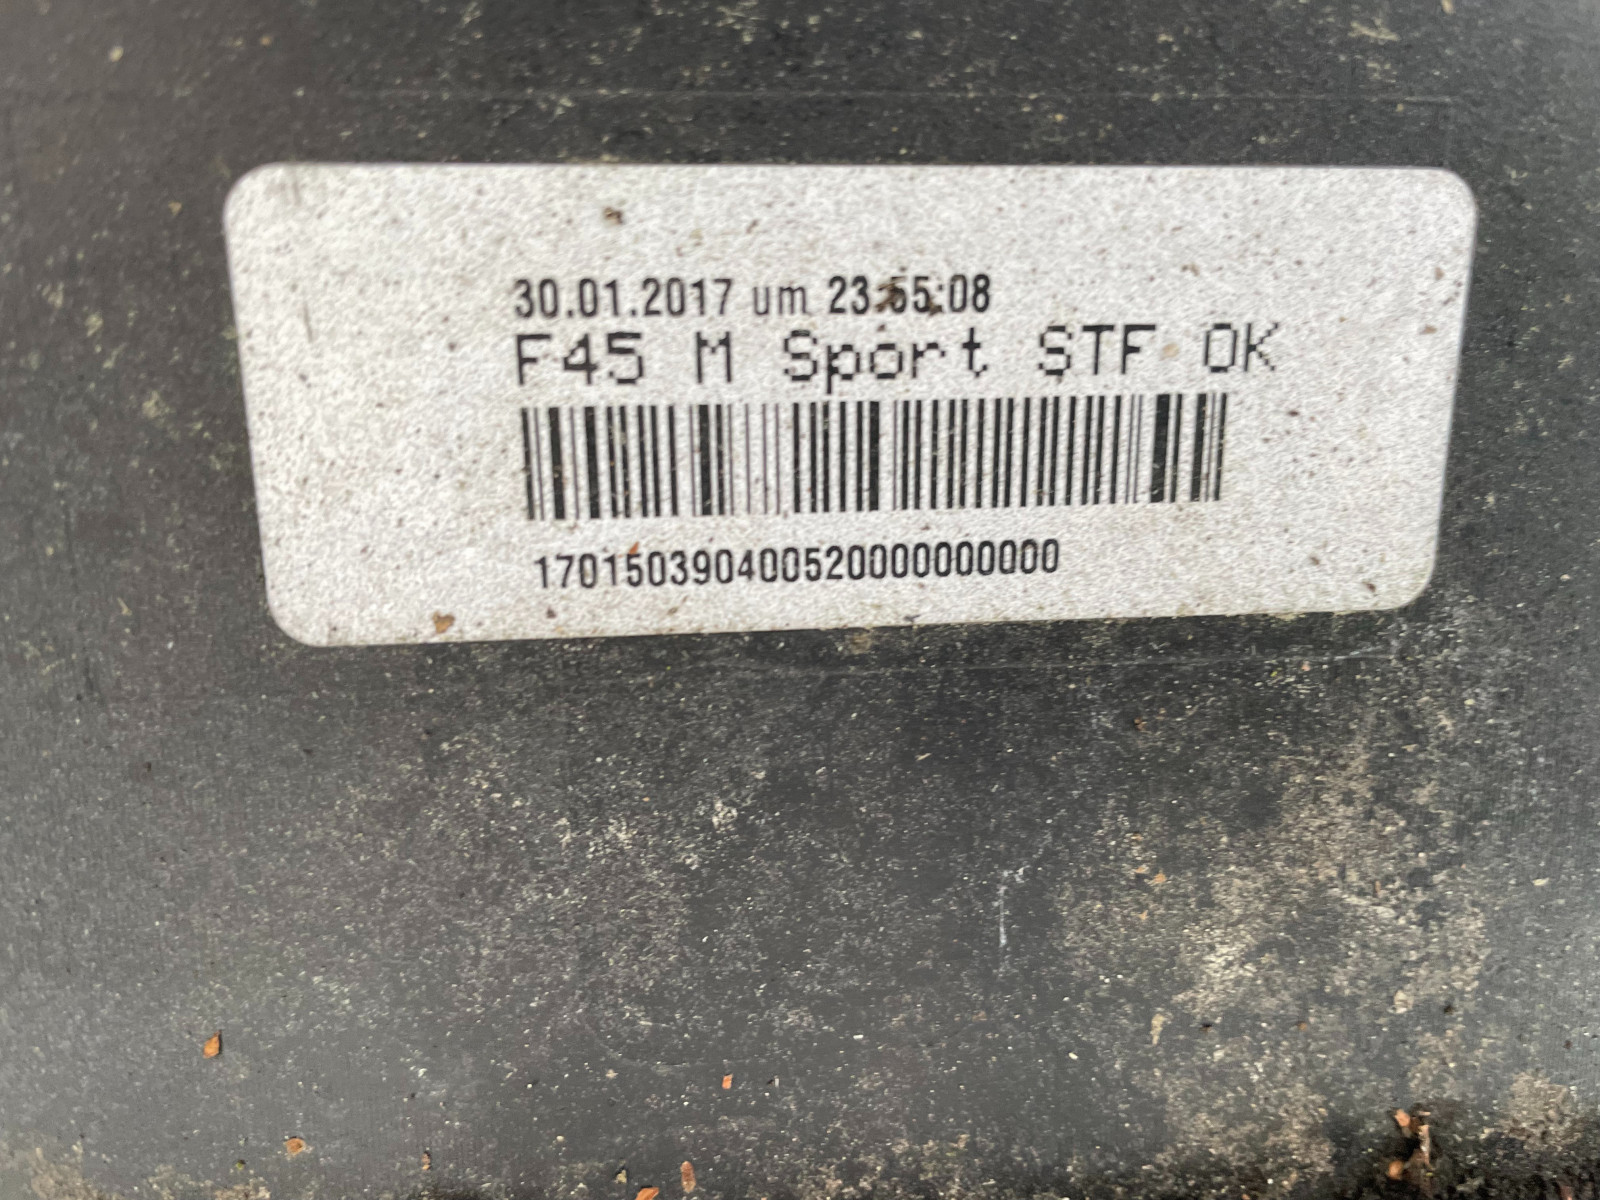 30.01.2017 um 23:55:08
F45 M Sport STF OK
170150390400520000000000